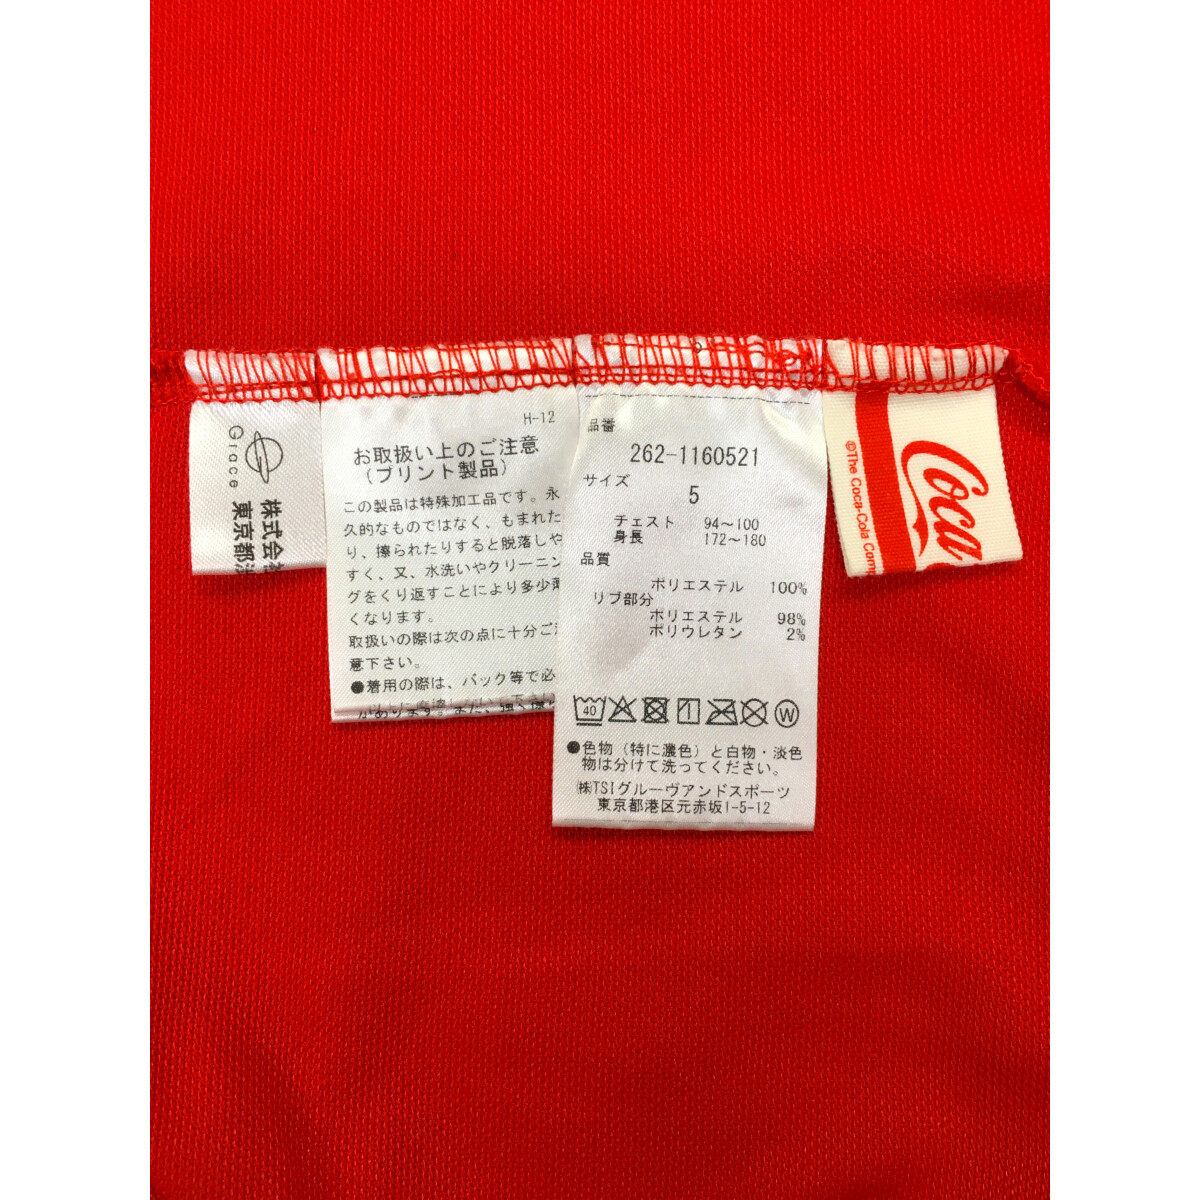 Grace
株式会
東京都
H-12
お取扱い上のご注意
(プリント製品)
この製品は特殊加工品です。永
久的なものではなく、もまれた
り、擦られたりすると脱落しや
すく、又、水洗いやクリーニン
グをくり返すことにより多少薄
くなります。
取扱いの際は次の点に十分ご注
意下さい。
●着用の際は、バック等で必
品番
262-1160521
サイズ
5
チェスト 94～100
身長 172～180
品質
ポリエステル 100%
リブ部分
ポリエステル 98%
ポリウレタン 2%
40
W
●色物(特に濃色)と白物・淡色
物は分けて洗ってください。
㈱TSIグルーヴアンドスポーツ
東京都港区元赤坂1-5-12
©The Coca-Cola Com
Coca